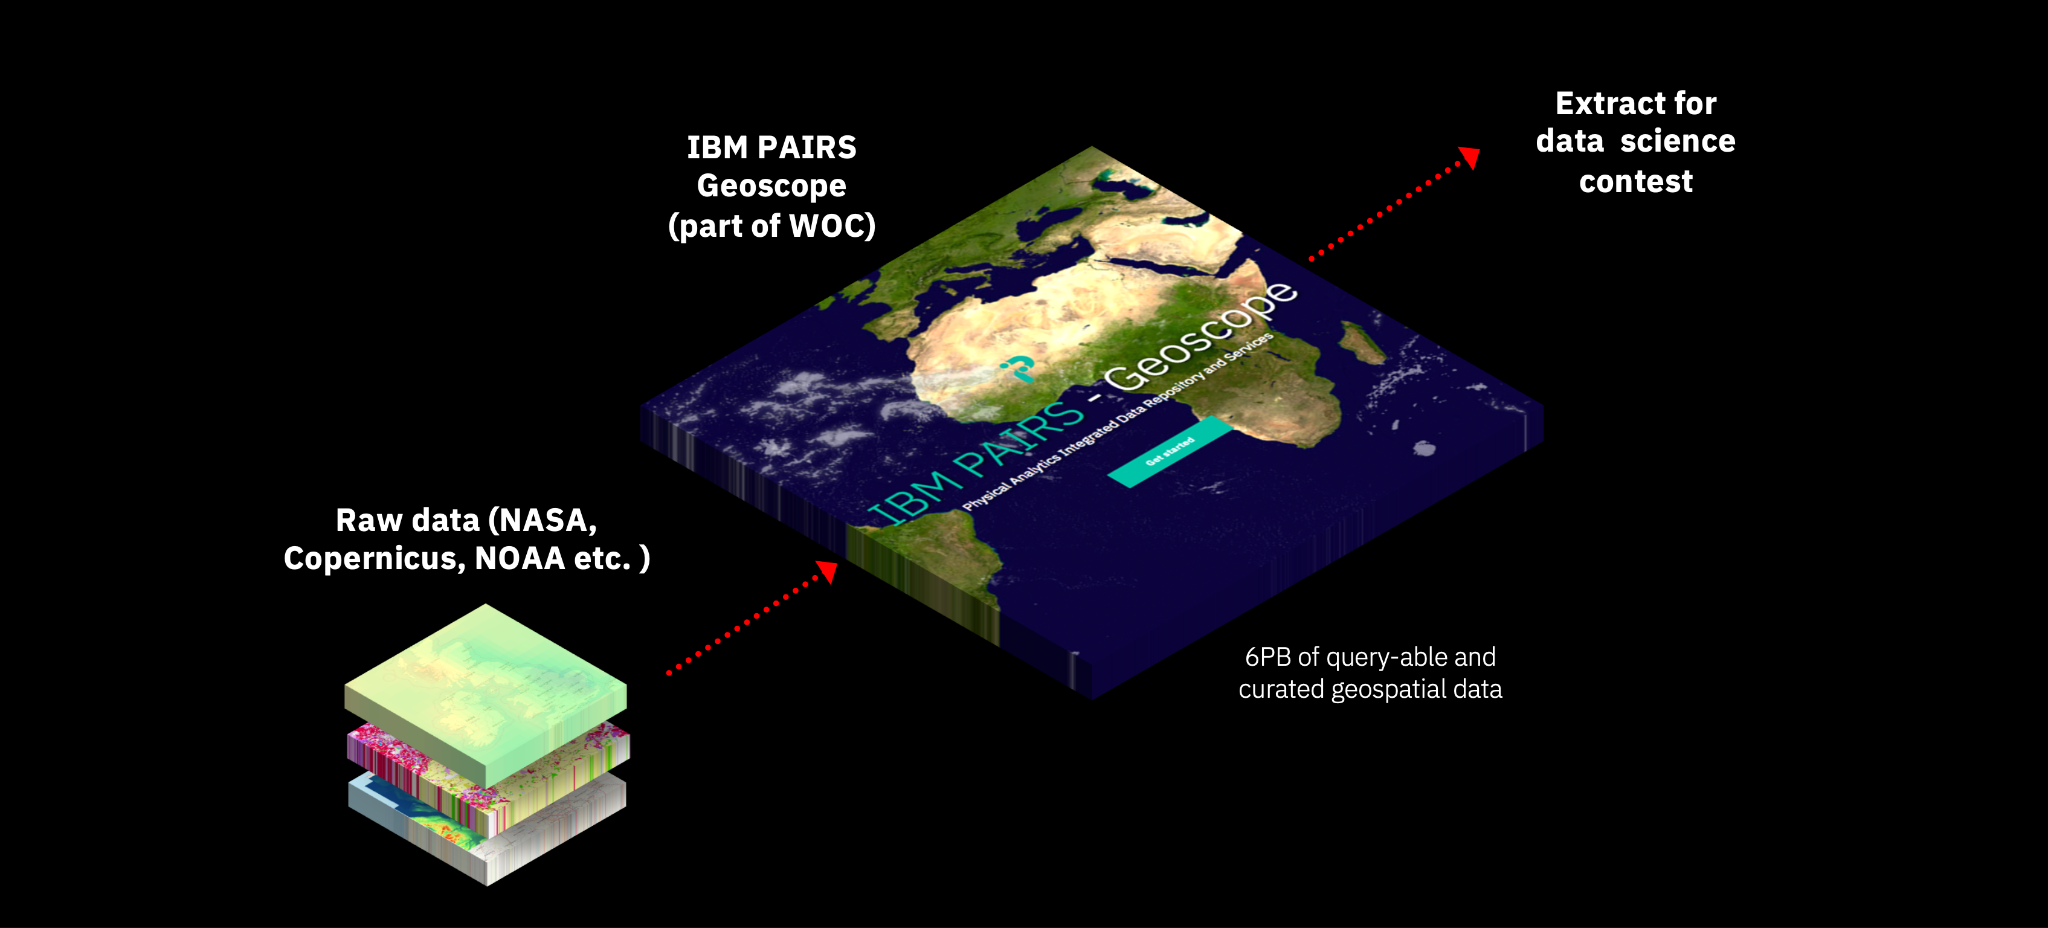 Extract for
data science
contest
IBM PAIRS
Geoscope
(part of WOC)
IBM PAIRS - Geoscope
Physical Analytics Integrated Data Repository and Services
Get started
Raw data (NASA,
Copernicus, NOAA etc. )
6PB of query-able and
curated geospatial data